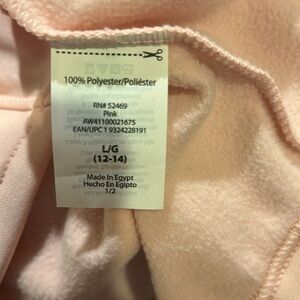 100% Polyester/Poliéster
RN# 52469
Pink
AW41100021675
EAN/UPC 1 9324228191
L/G
(12-14)
Made In Egypt
Hecho En Egipto
1/2